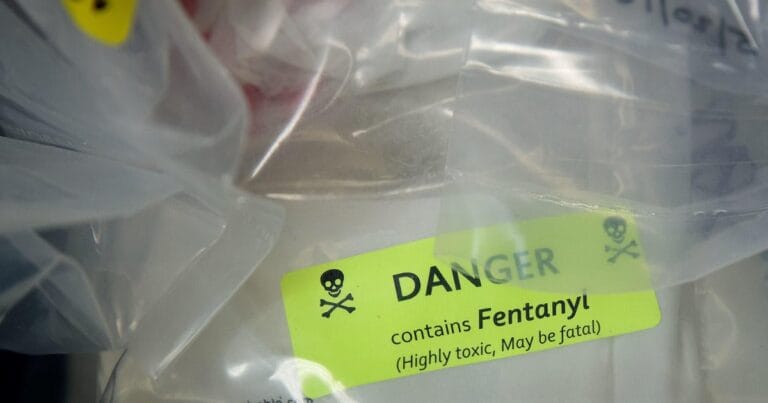 DANGER
contains Fentanyl
(Highly toxic, May be fatal)